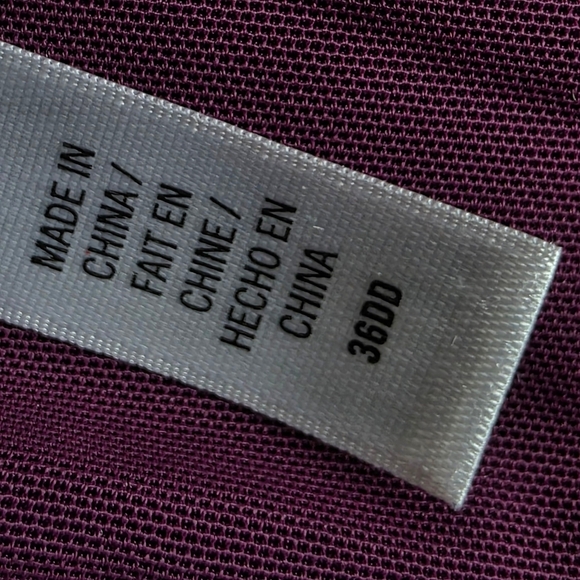 MADE IN
CHINA /
FAIT EN
CHINE /
HECHO EN
CHINA
36DD